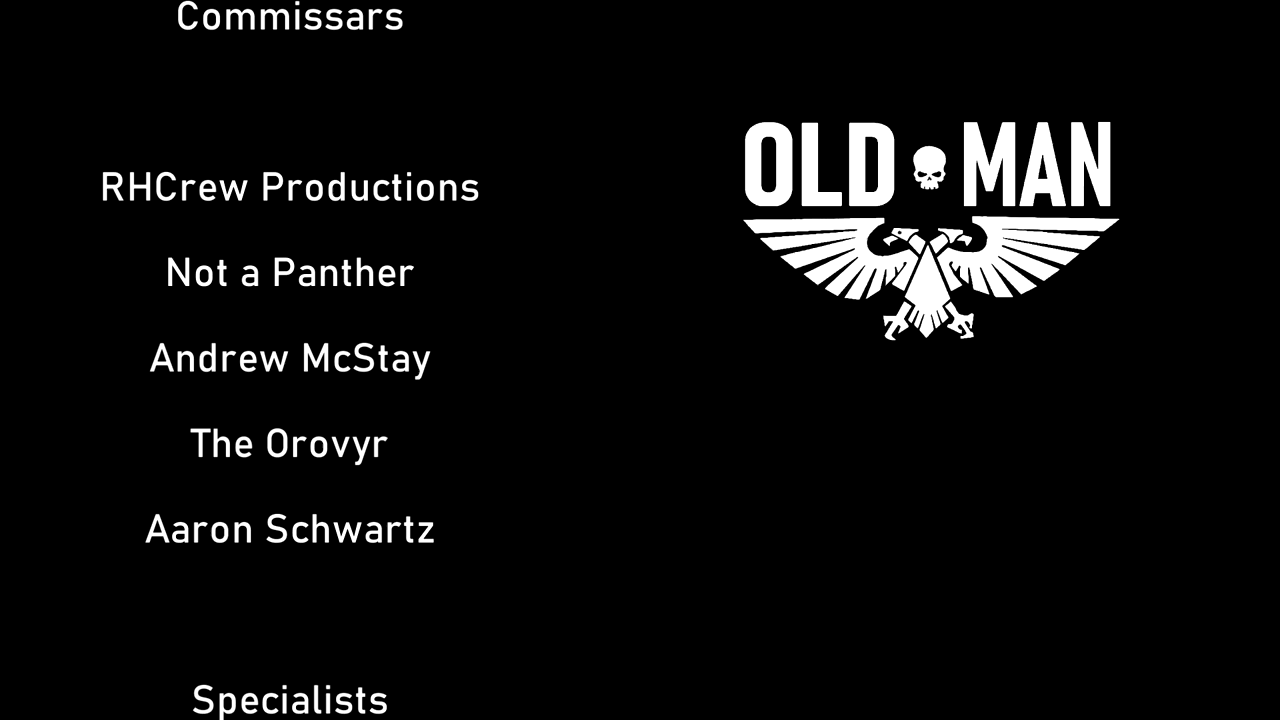 Commissars
OLD MAN
RHCrew Productions
Not a Panther
Andrew McStay
The Orovyr
Aaron Schwartz
Specialists